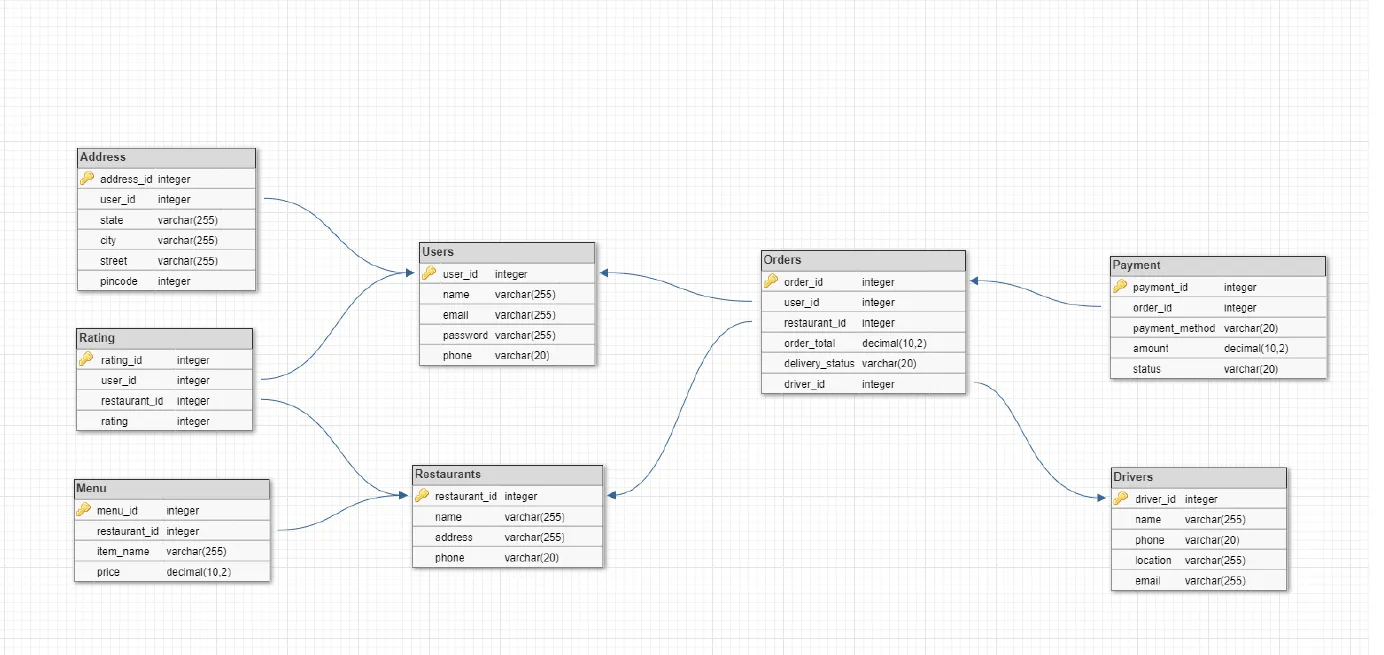 Address
address_id integer
user_id integer
state varchar(255)
city varchar(255)
street varchar(255)
pincode integer
Rating
rating_id integer
user_id integer
restaurant_id integer
rating integer
Menu
menu_id integer
restaurant_id integer
item_name varchar(255)
price decimal(10,2)
Users
user_id integer
name varchar(255)
email varchar(255)
password varchar(255)
phone varchar(20)
Restaurants
restaurant_id integer
name varchar(255)
address varchar(255)
phone varchar(20)
Orders
order_id integer
user_id integer
restaurant_id integer
order_total decimal(10,2)
delivery_status varchar(20)
driver_id integer
Payment
payment_id integer
order_id integer
payment_method varchar(20)
amount decimal(10,2)
status varchar(20)
Drivers
driver_id integer
name varchar(255)
phone varchar(20)
location varchar(255)
email varchar(255)